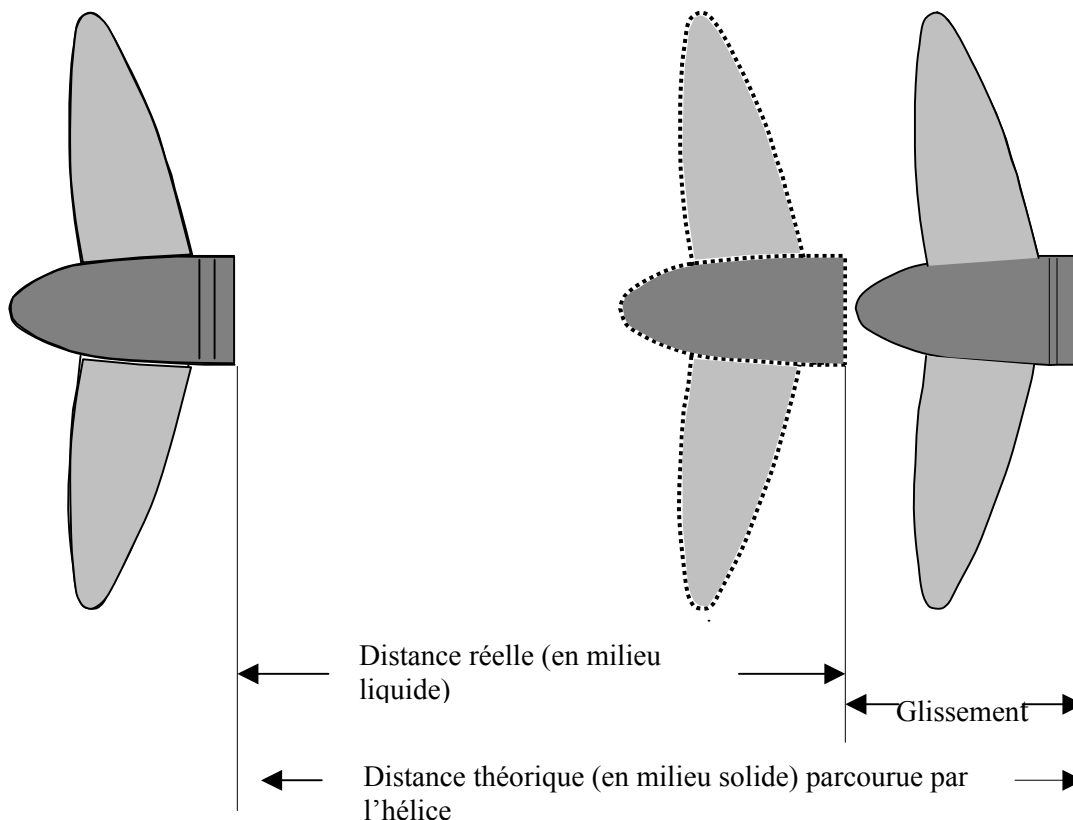 Distance réelle (en milieu
liquide)
Glissement
Distance théorique (en milieu solide) parcourue par
l’hélice